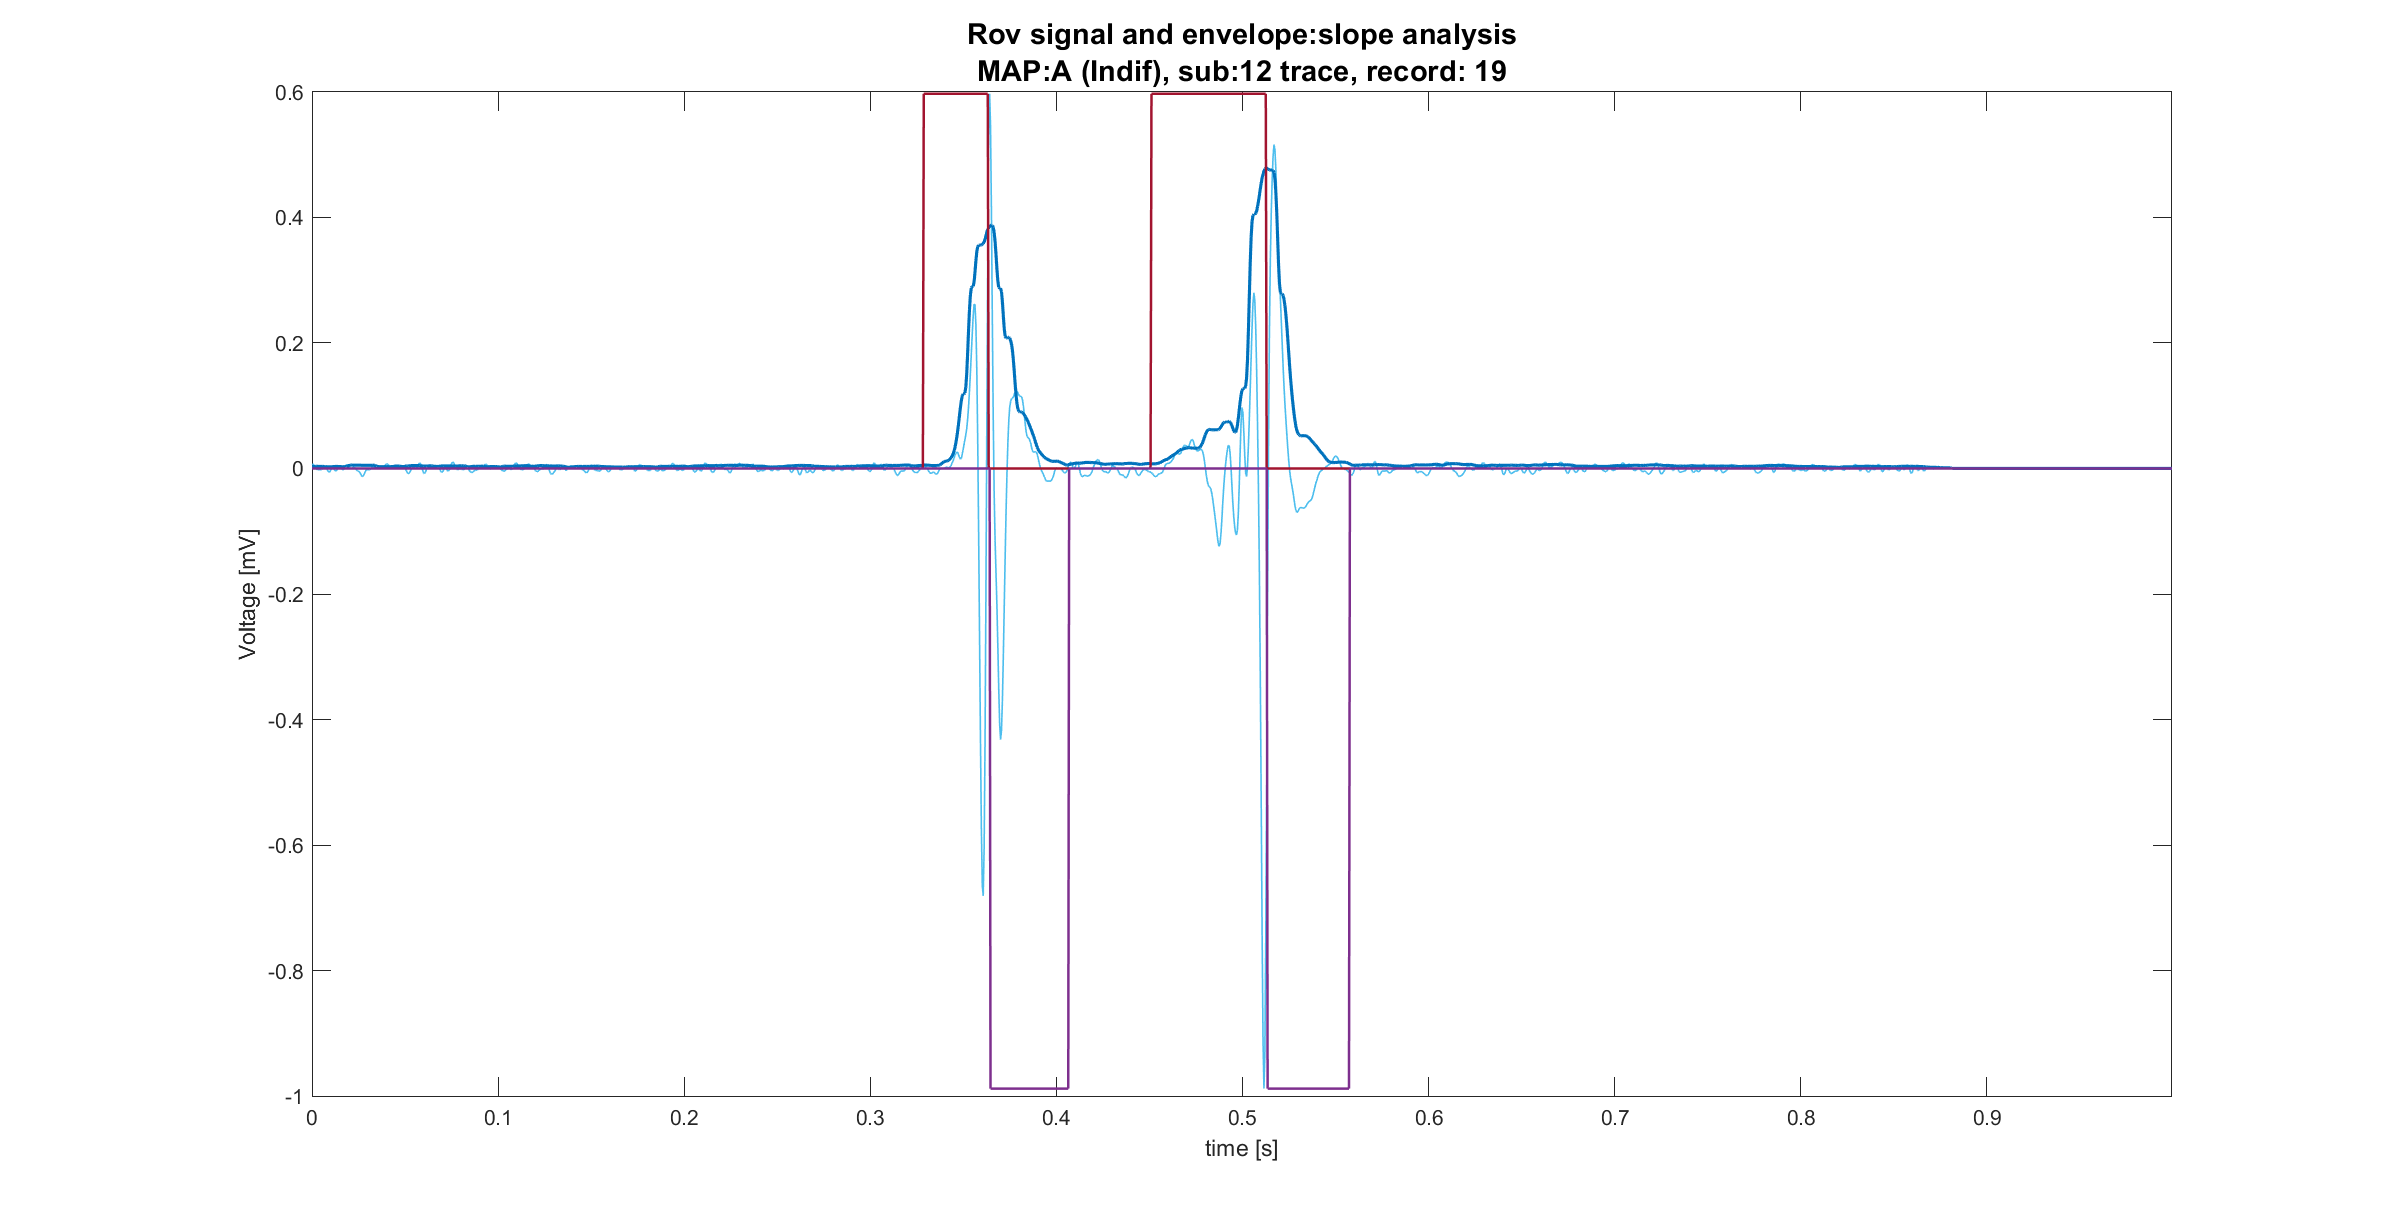 Rov signal and envelope:slope analysis
MAP:A (Indif), sub:12 trace, record: 19
0.6
0.4
0.2
0
-0.2
-0.4
-0.6
-0.8
-1
Voltage [mV]
0 0.1 0.2 0.3 0.4 0.5 0.6 0.7 0.8 0.9
time [s]